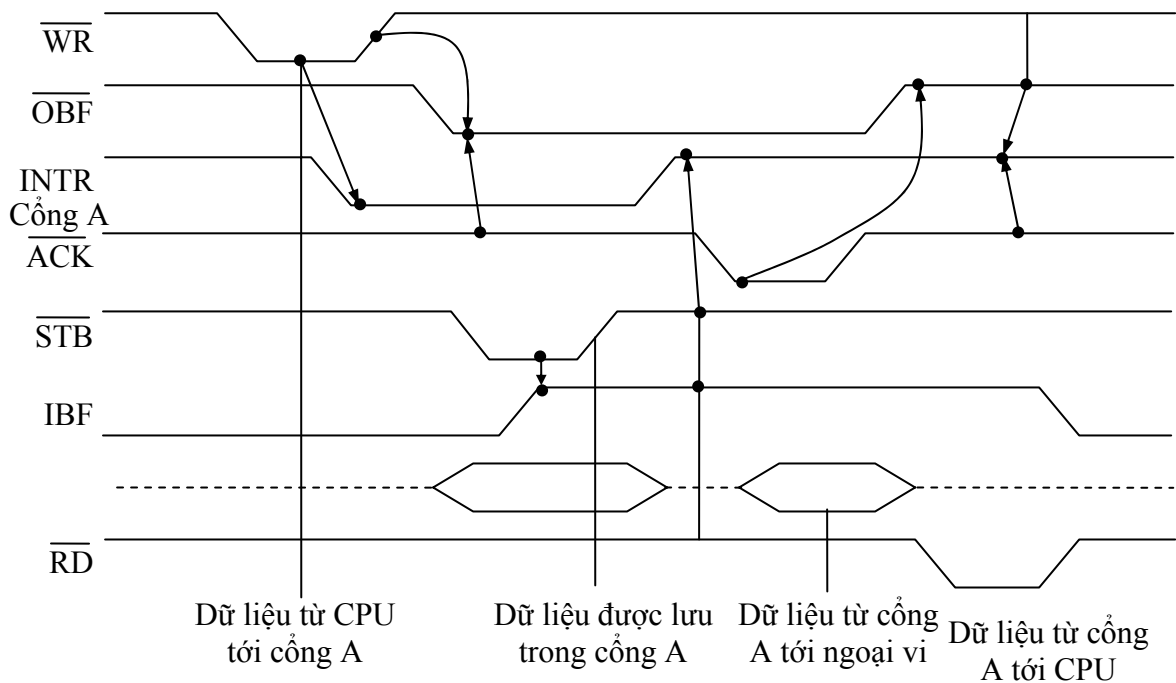 WR
OBF
INTR
Cổng A
ACK
STB
IBF
RD
Dữ liệu từ CPU
tới cổng A
Dữ liệu được lưu
trong cổng A
Dữ liệu từ cổng
A tới ngoại vi
Dữ liệu từ cổng
A tới CPU